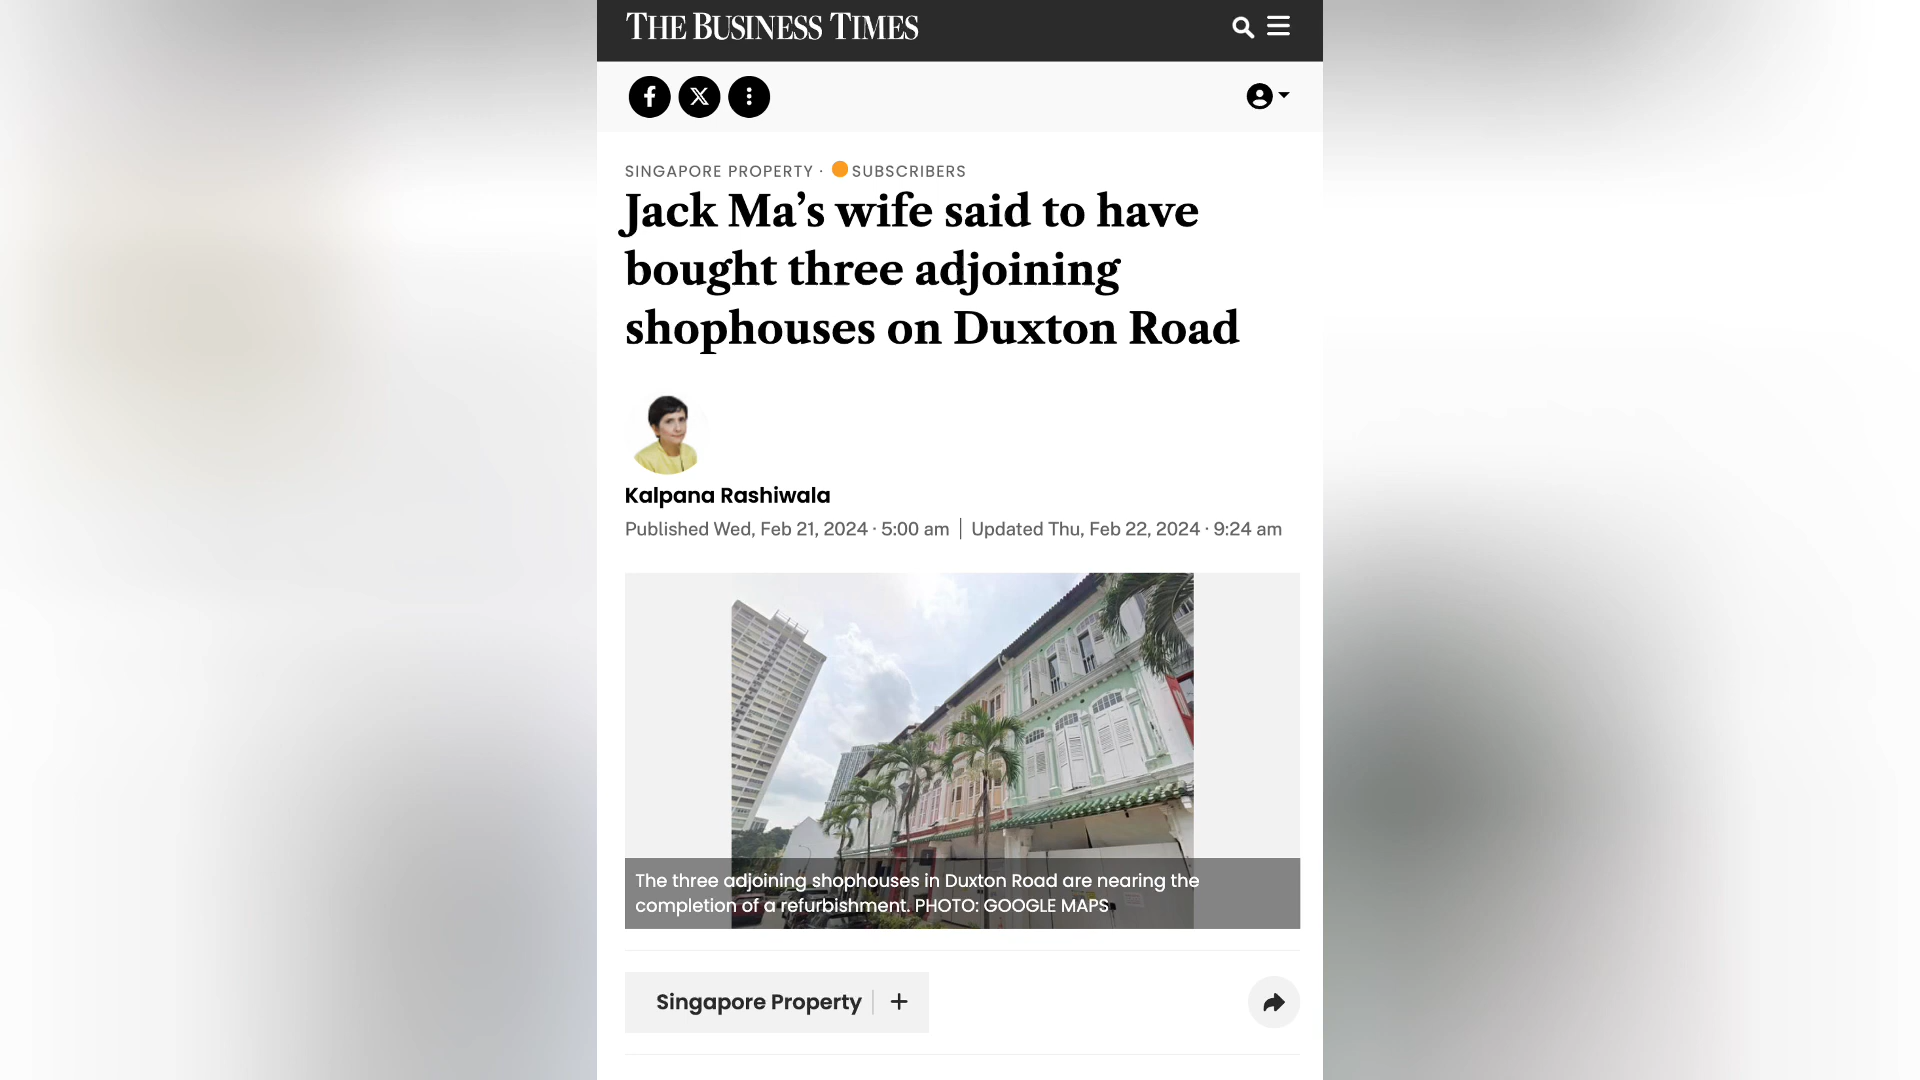 THE BUSINESS TIMES
SINGAPORE PROPERTY · SUBSCRIBERS
Jack Ma’s wife said to have
bought three adjoining
shophouses on Duxton Road
Kalpana Rashiwala
Published Wed, Feb 21, 2024 · 5:00 am | Updated Thu, Feb 22, 2024 · 9:24 am
The three adjoining shophouses in Duxton Road are nearing the
completion of a refurbishment. PHOTO: GOOGLE MAPS
Singapore Property | +